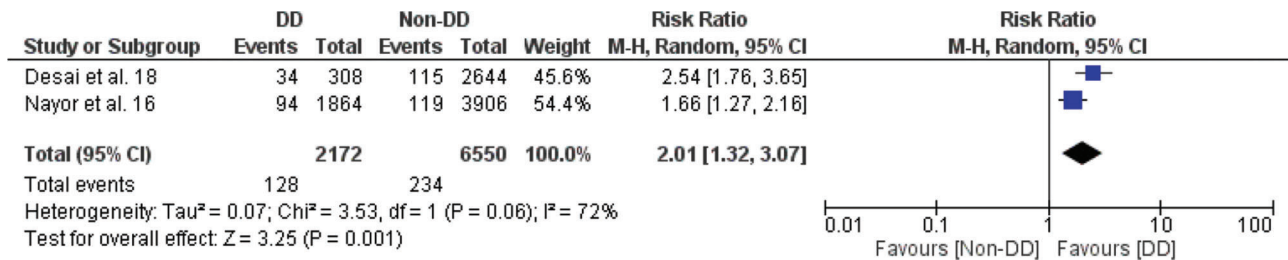 DD Non-DD Risk Ratio Risk Ratio
Study or Subgroup Events Total Events Total Weight M-H, Random, 95% CI M-H, Random, 95% CI
Desai et al. 18 34 308 115 2644 45.6% 2.54 [1.76, 3.65]
Nayor et al. 16 94 1864 119 3906 54.4% 1.66 [1.27, 2.16]
Total (95% CI) 2172 6550 100.0% 2.01 [1.32, 3.07]
Total events 128 234
Heterogeneity: Tau² = 0.07; Chi² = 3.53, df = 1 (P = 0.06); I² = 72%
Test for overall effect: Z = 3.25 (P = 0.001)
0.01 0.1 1 10 100
Favours [Non-DD] Favours [DD]